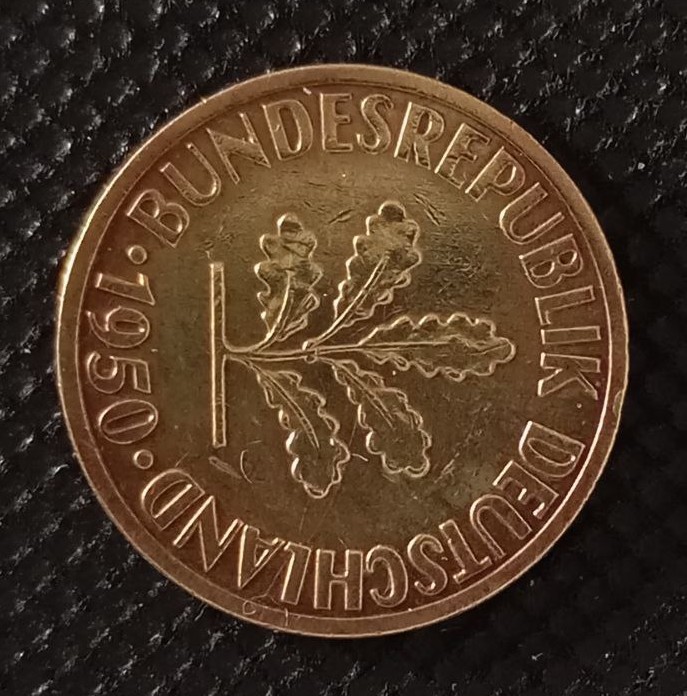 BUNDESREPUBLIK DEUTSCHLAND
· 1950 ·